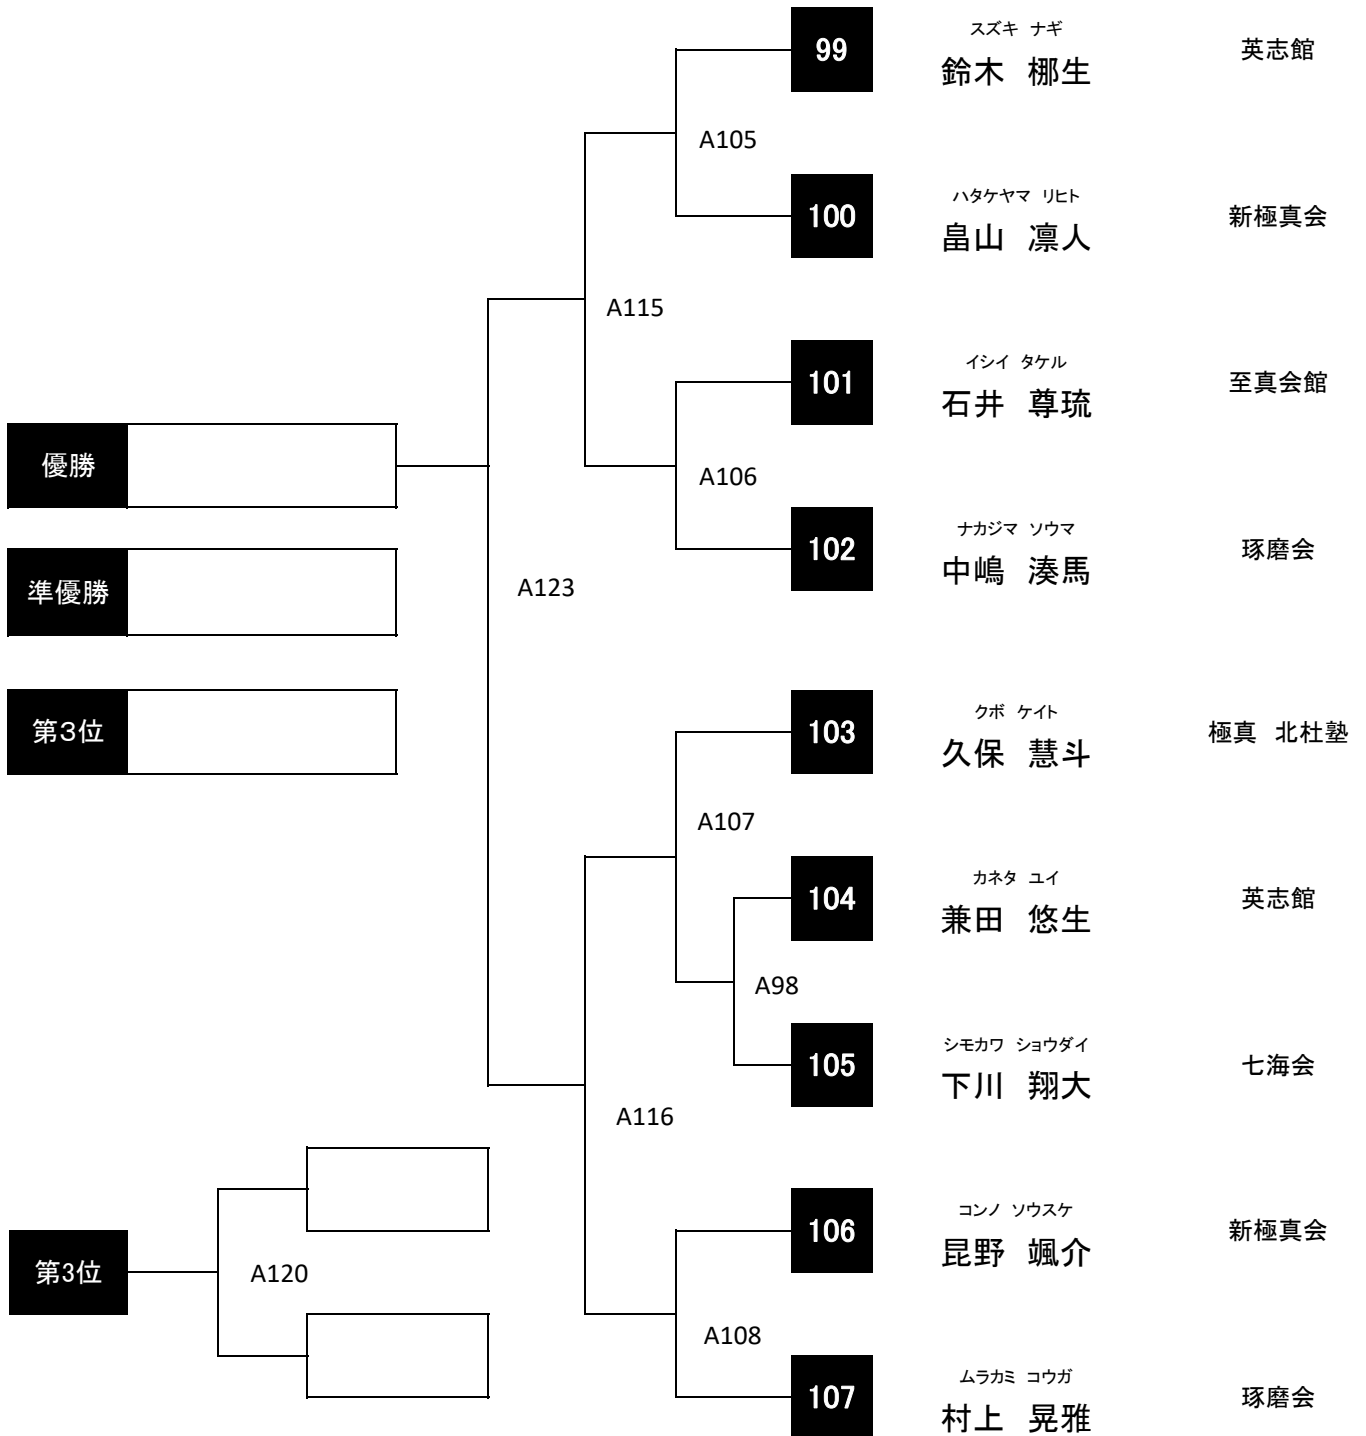 99
スズキ ナギ
鈴木 梛生
英志館
A105
100
ハタケヤマ リヒト
畠山 凛人
新極真会
A115
101
イシイ タケル
石井 尊琉
至真会館
優勝
A106
102
ナカジマ ソウマ
中嶋 湊馬
琢磨会
準優勝
A123
第3位
103
クボ ケイト
久保 慧斗
極真 北杜塾
A107
104
カネタ ユイ
兼田 悠生
英志館
A98
105
シモカワ ショウダイ
下川 翔大
七海会
A116
106
コンノ ソウスケ
昆野 颯介
新極真会
第3位
A120
A108
107
ムラカミ コウガ
村上 晃雅
琢磨会